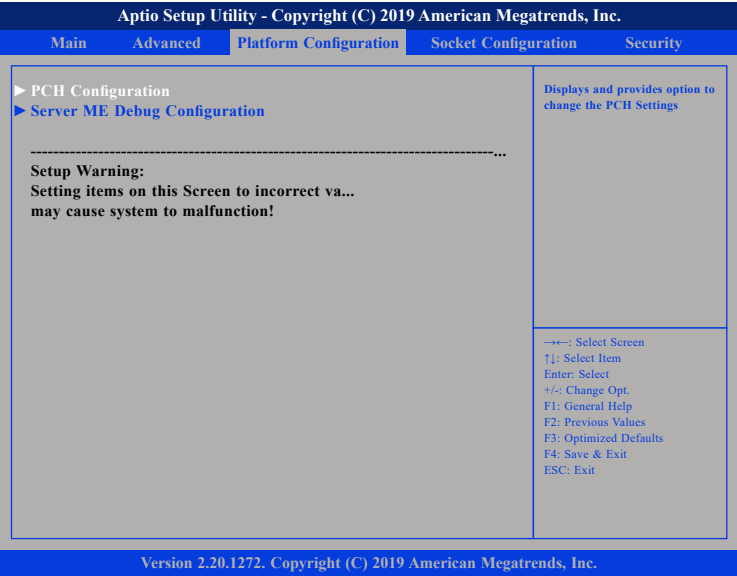 Aptio Setup Utility - Copyright (C) 2019 American Megatrends, Inc.
Main Advanced Platform Configuration Socket Configuration Security
▶ PCH Configuration
▶ Server ME Debug Configuration
--------------------------------------------------------------------------------...
Setup Warning:
Setting items on this Screen to incorrect va...
may cause system to malfunction!
Displays and provides option to
change the PCH Settings
→←: Select Screen
↑↓: Select Item
Enter: Select
+/-: Change Opt.
F1: General Help
F2: Previous Values
F3: Optimized Defaults
F4: Save & Exit
ESC: Exit
Version 2.20.1272. Copyright (C) 2019 American Megatrends, Inc.